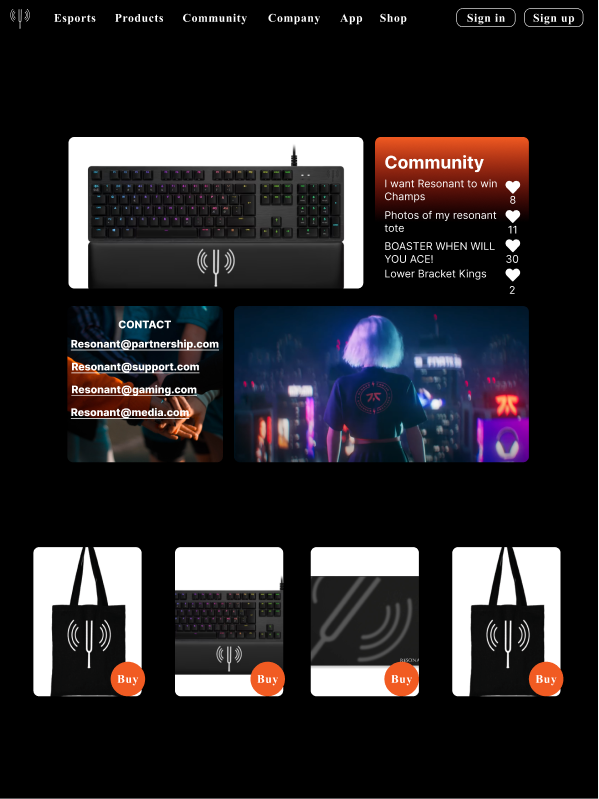 Esports Products Community Company App Shop Sign in Sign up
Community
I want Resonant to win
Champs
8
Photos of my resonant
tote
11
BOASTER WHEN WILL
YOU ACE!
30
Lower Bracket Kings
2
CONTACT
Resonant@partnership.com
Resonant@support.com
Resonant@gaming.com
Resonant@media.com
RESONA
Buy Buy Buy Buy